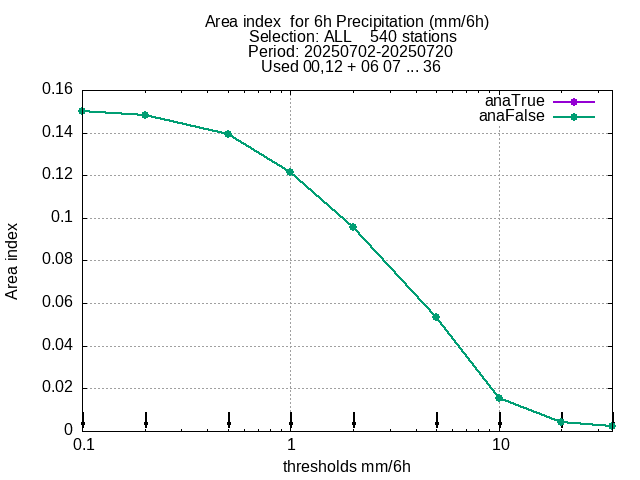 Area index  for 6h Precipitation (mm/6h)
Selection: ALL    540 stations
Period: 20250702-20250720
Used 00,12 + 06 07 ... 36
anaTrue
anaFalse
0.16
0.14
0.12
0.1
0.08
0.06
0.04
0.02
0
Area index
0.1 1 10
thresholds mm/6h